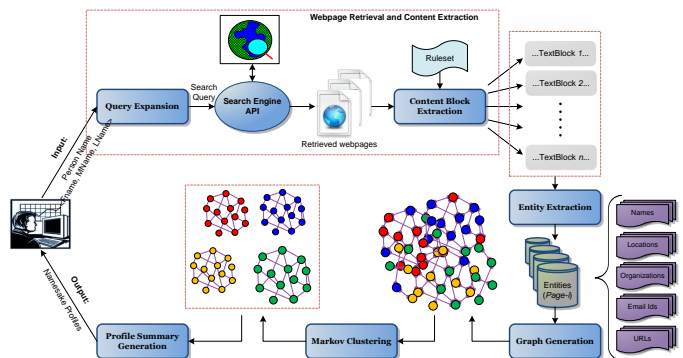 Webpage Retrieval and Content Extraction
Query Expansion
Search
Query
Search Engine
API
Retrieved webpages
Ruleset
Content Block
Extraction
...TextBlock 1...
...TextBlock 2...
...TextBlock n...
Input:
Person Name
<Fname, MName, LName>
Entity Extraction
Entities
(Page-i)
Names
Locations
Organizations
Email Ids
URLs
Output:
Namesake Profiles
Profile Summary
Generation
Markov Clustering
Graph Generation